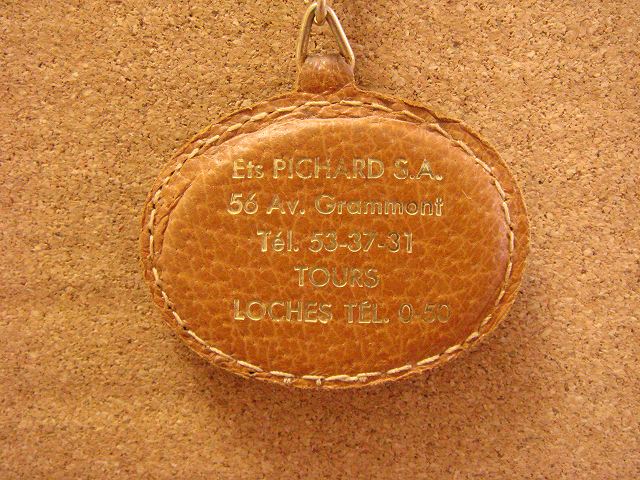 Ets PICHARD S.A.
56 Av. Grammont
Tél. 53-37-31
TOURS
LOCHES. TÉL. 0-50